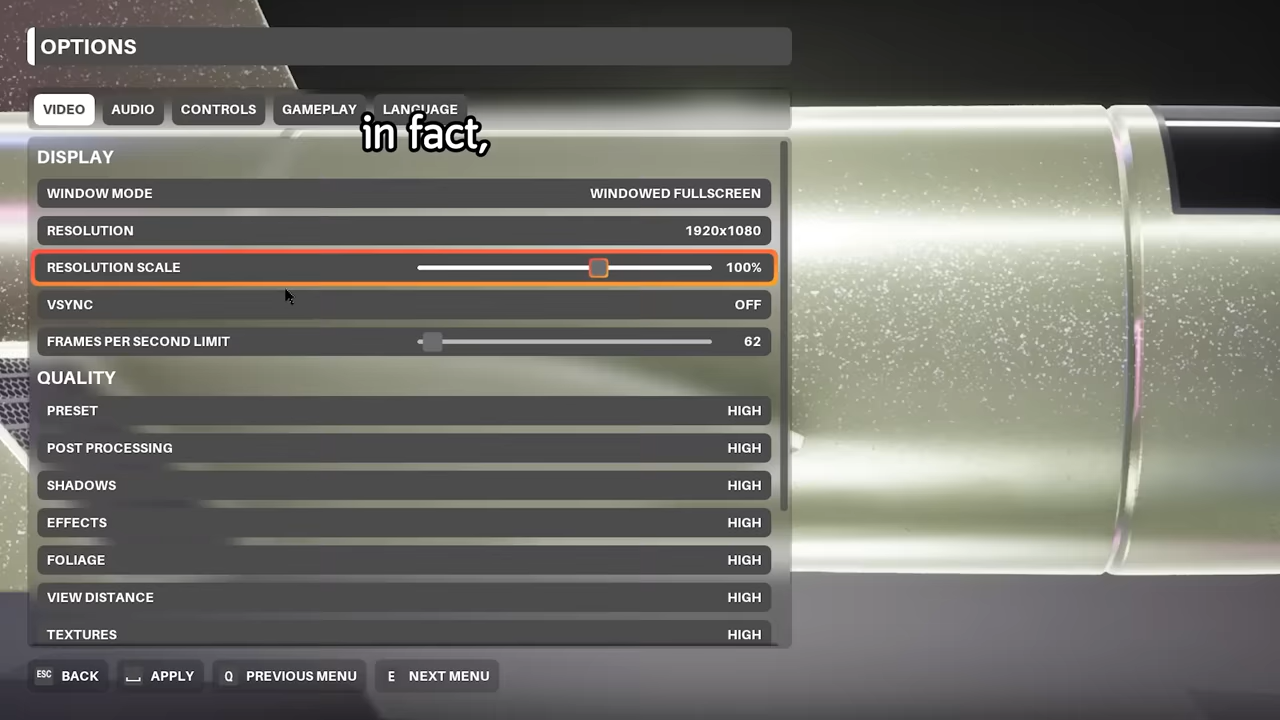 OPTIONS
VIDEO AUDIO CONTROLS GAMEPLAY LANGUAGE
in fact,
DISPLAY
WINDOW MODE WINDOWED FULLSCREEN
RESOLUTION 1920x1080
RESOLUTION SCALE 100%
VSYNC OFF
FRAMES PER SECOND LIMIT 62
QUALITY
PRESET HIGH
POST PROCESSING HIGH
SHADOWS HIGH
EFFECTS HIGH
FOLIAGE HIGH
VIEW DISTANCE HIGH
TEXTURES HIGH
ESC BACK APPLY Q PREVIOUS MENU E NEXT MENU